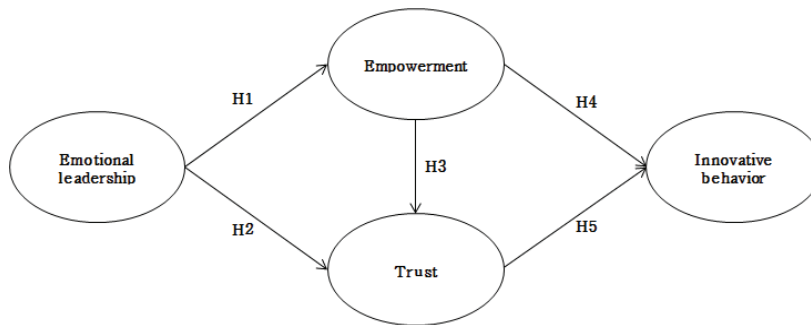 Empowerment
H1
H4
Emotional
leadership
H3
Innovative
behavior
H2
H5
Trust